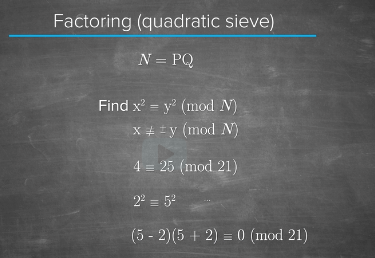 Factoring (quadratic sieve)
N = PQ
Find x² ≡ y² (mod N)
x ≢ ±y (mod N)
4 ≡ 25 (mod 21)
2² ≡ 5²
(5 - 2)(5 + 2) ≡ 0 (mod 21)